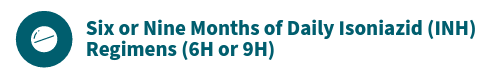 Six or Nine Months of Daily Isoniazid (INH)
Regimens (6H or 9H)